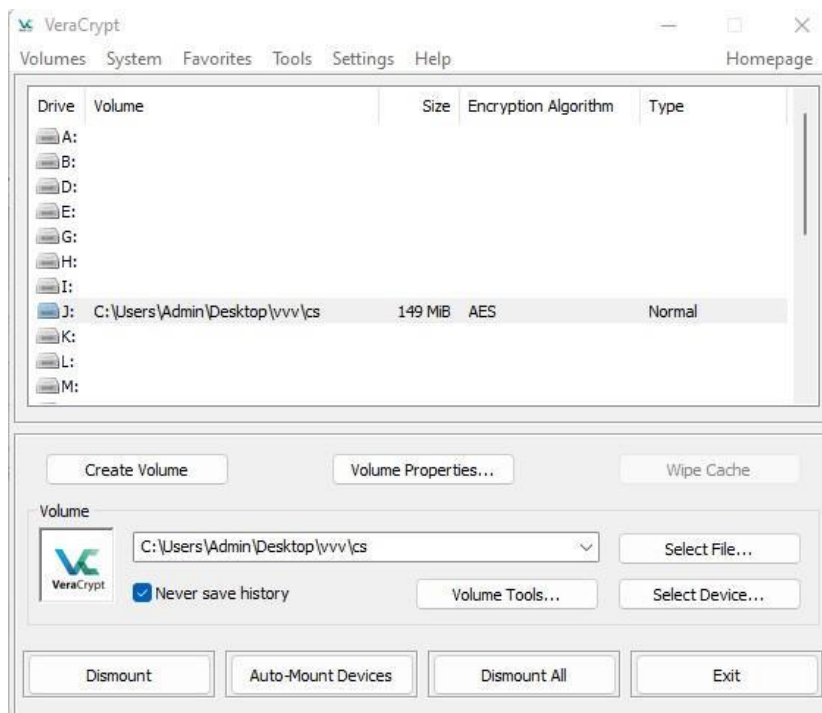 VeraCrypt
Volumes System Favorites Tools Settings Help Homepage
Drive Volume Size Encryption Algorithm Type
A:
B:
D:
E:
G:
H:
I:
J: C:\Users\Admin\Desktop\vvv\cs 149 MiB AES Normal
K:
L:
M:
Create Volume Volume Properties... Wipe Cache
Volume
C:\Users\Admin\Desktop\vvv\cs Select File...
VeraCrypt
Never save history Volume Tools... Select Device...
Dismount Auto-Mount Devices Dismount All Exit